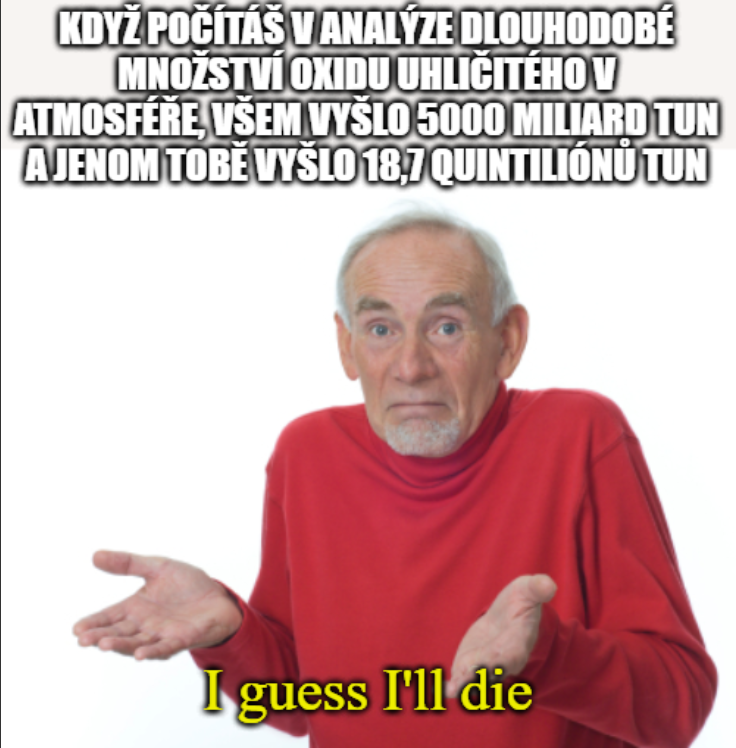 KDYŽ POČÍTÁŠ V ANALÝZE DLOUHODOBÉ
MNOŽSTVÍ OXIDU UHLIČITÉHO V
ATMOSFÉŘE, VŠEM VYŠLO 5000 MILIARD TUN
A JENOM TOBĚ VYŠLO 18,7 QUINTILIÓNŮ TUN
I guess I'll die